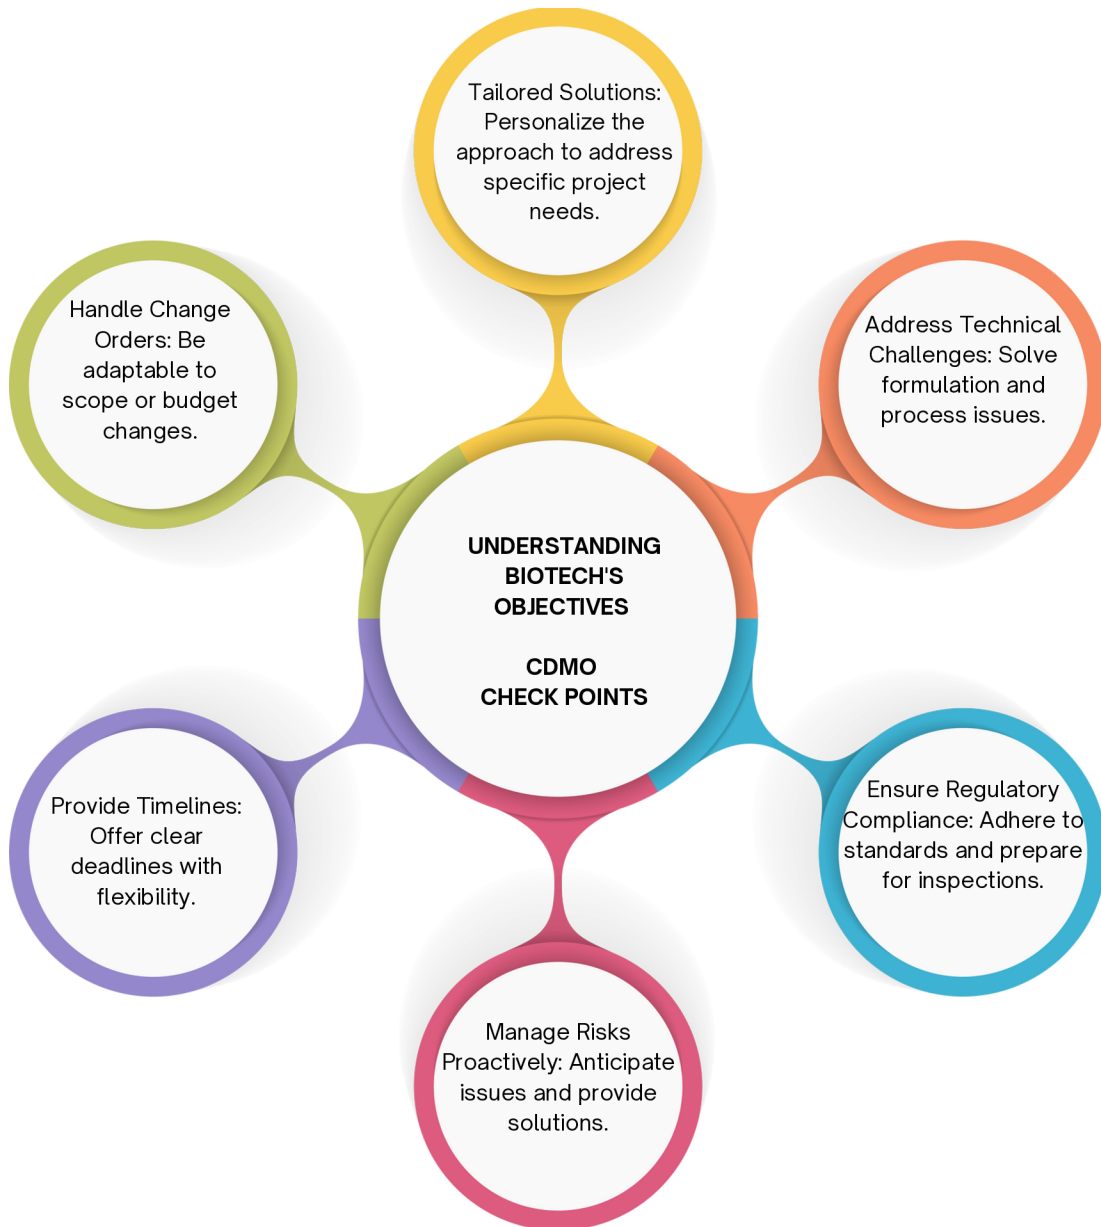 Tailored Solutions:
Personalize the
approach to address
specific project
needs.
Handle Change
Orders: Be
adaptable to
scope or budget
changes.
Address Technical
Challenges: Solve
formulation and
process issues.
UNDERSTANDING
BIOTECH'S
OBJECTIVES
CDMO
CHECK POINTS
Provide Timelines:
Offer clear
deadlines with
flexibility.
Ensure Regulatory
Compliance: Adhere to
standards and prepare
for inspections.
Manage Risks
Proactively: Anticipate
issues and provide
solutions.